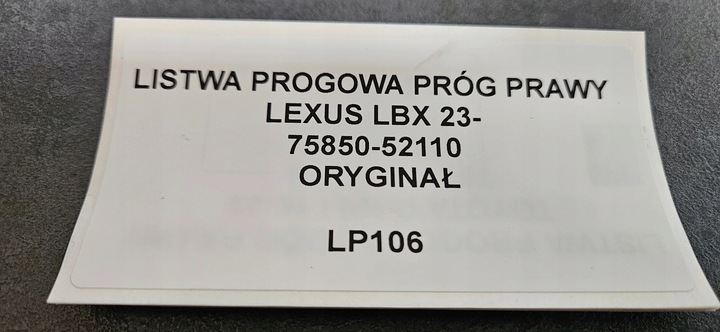 LISTWA PROGOWA PRÓG PRAWY
LEXUS LBX 23-
75850-52110
ORYGINAŁ
LP106